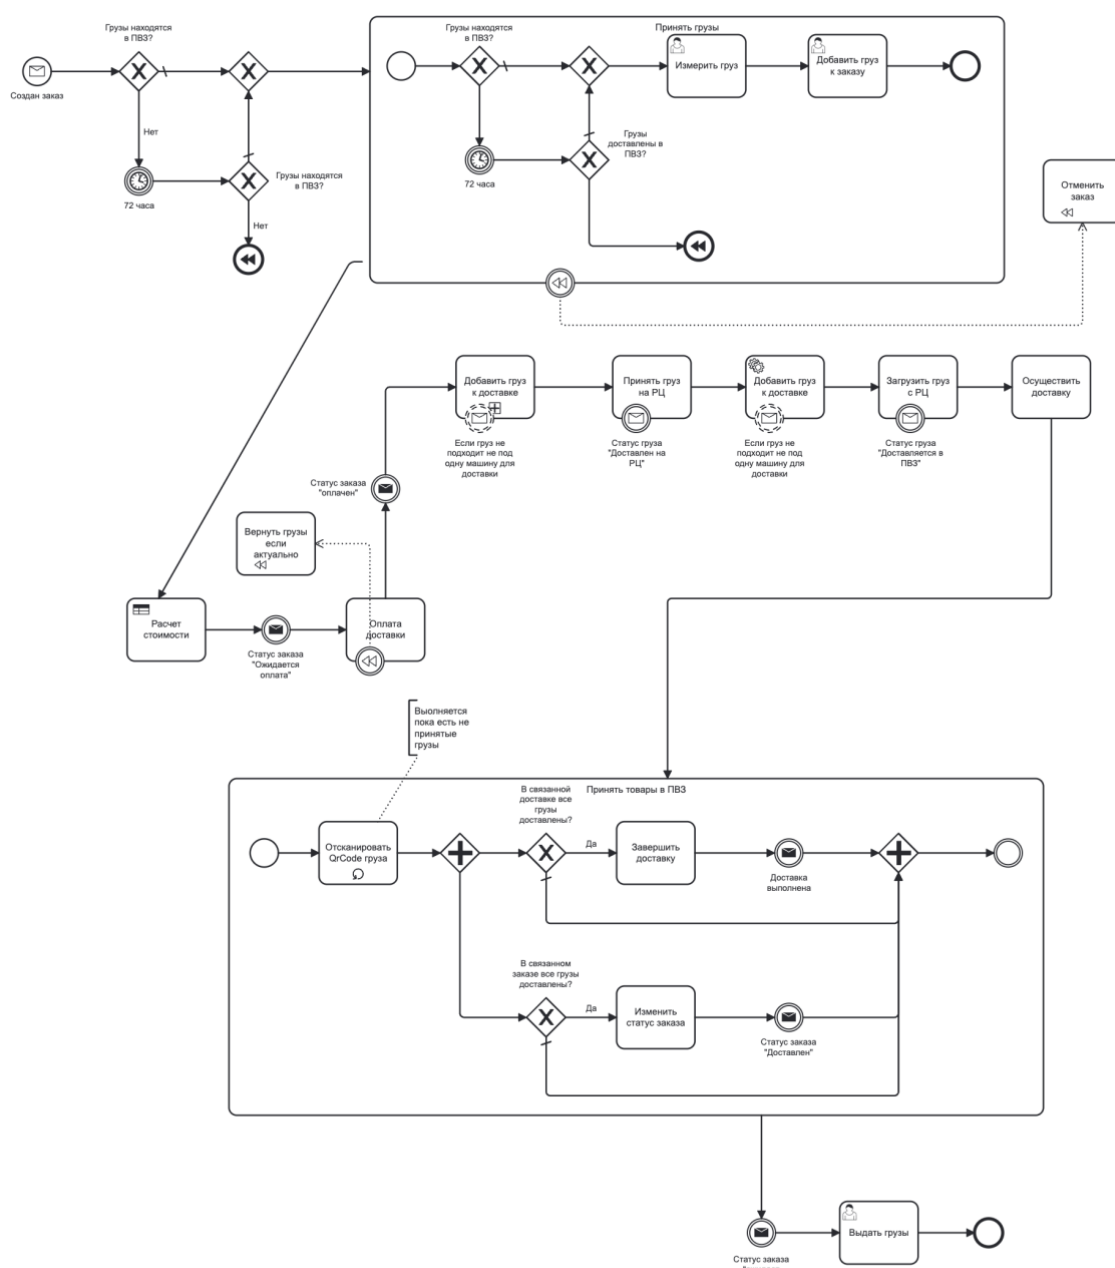 Грузы находятся
в ПВЗ?
Создан заказ
Нет
72 часа
Грузы находятся
в ПВЗ?
Нет
Принять грузы
Грузы находятся
в ПВЗ?
72 часа
Грузы
доставлены в
ПВЗ?
Измерить груз
Добавить груз
к заказу
Отменить
заказ
Добавить груз
к доставке
Если груз не
подходит не под
одну машину для
доставки
Принять груз
на РЦ
Статус груза
"Доставлен на
РЦ"
Добавить груз
к доставке
Если груз не
подходит не под
одну машину для
доставки
Загрузить груз
с РЦ
Статус груза
"Доставляется в
ПВЗ"
Осуществить
доставку
Статус заказа
"оплачен"
Вернуть грузы
если
актуально
Расчет
стоимости
Статус заказа
"Ожидается
оплата"
Оплата
доставки
Выолняется
пока есть не
принятые
грузы
Принять товары в ПВЗ
Отсканировать
QrCode груза
В связанной
доставке все
грузы
доставлены?
Да
Завершить
доставку
Доставка
выполнена
В связанном
заказе все грузы
доставлены?
Да
Изменить
статус заказа
Статус заказа
"Доставлен"
Статус заказа
Выдать грузы